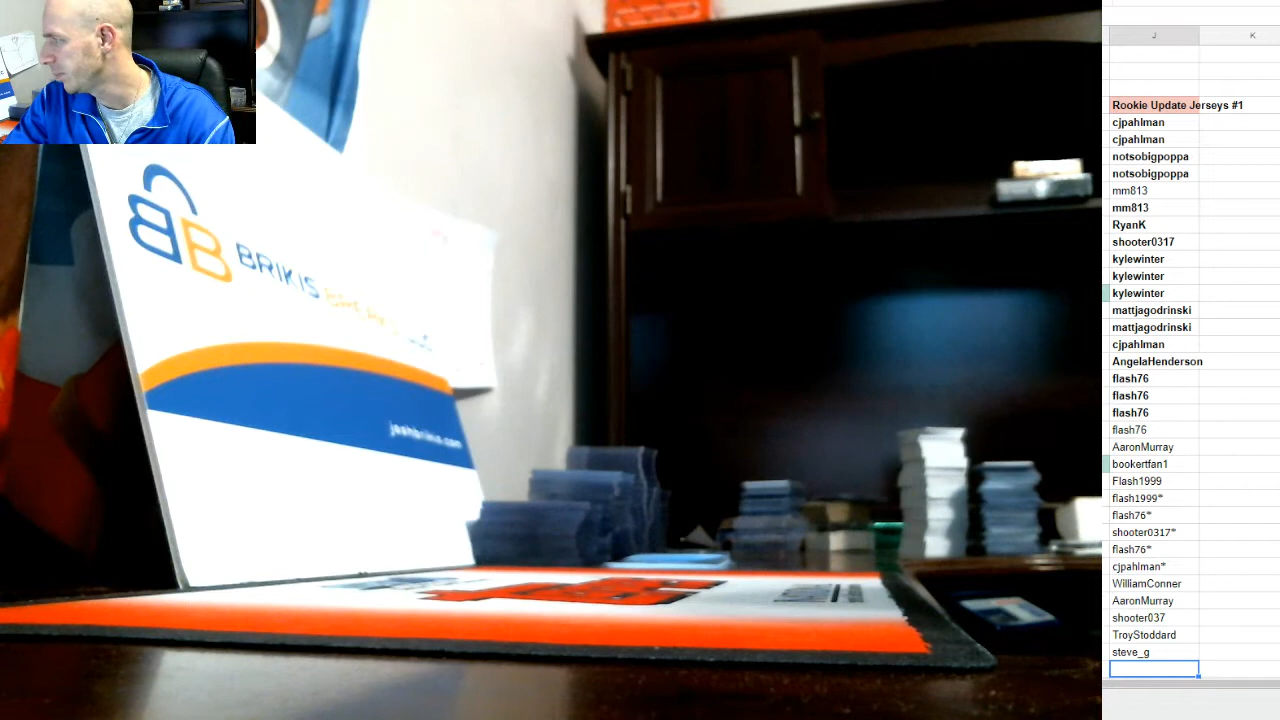 BRIKIS
joshbrikis.com
J
K
Rookie Update Jerseys #1
cjpahlman
cjpahlman
notsobigpoppa
notsobigpoppa
mm813
mm813
RyanK
shooter0317
kylewinter
kylewinter
kylewinter
mattjagodrinski
mattjagodrinski
cjpahlman
AngelaHenderson
flash76
flash76
flash76
flash76
AaronMurray
bookertfan1
Flash1999
flash1999*
flash76*
shooter0317*
flash76*
cjpahlman*
WilliamConner
AaronMurray
shooter037
TroyStoddard
steve_g